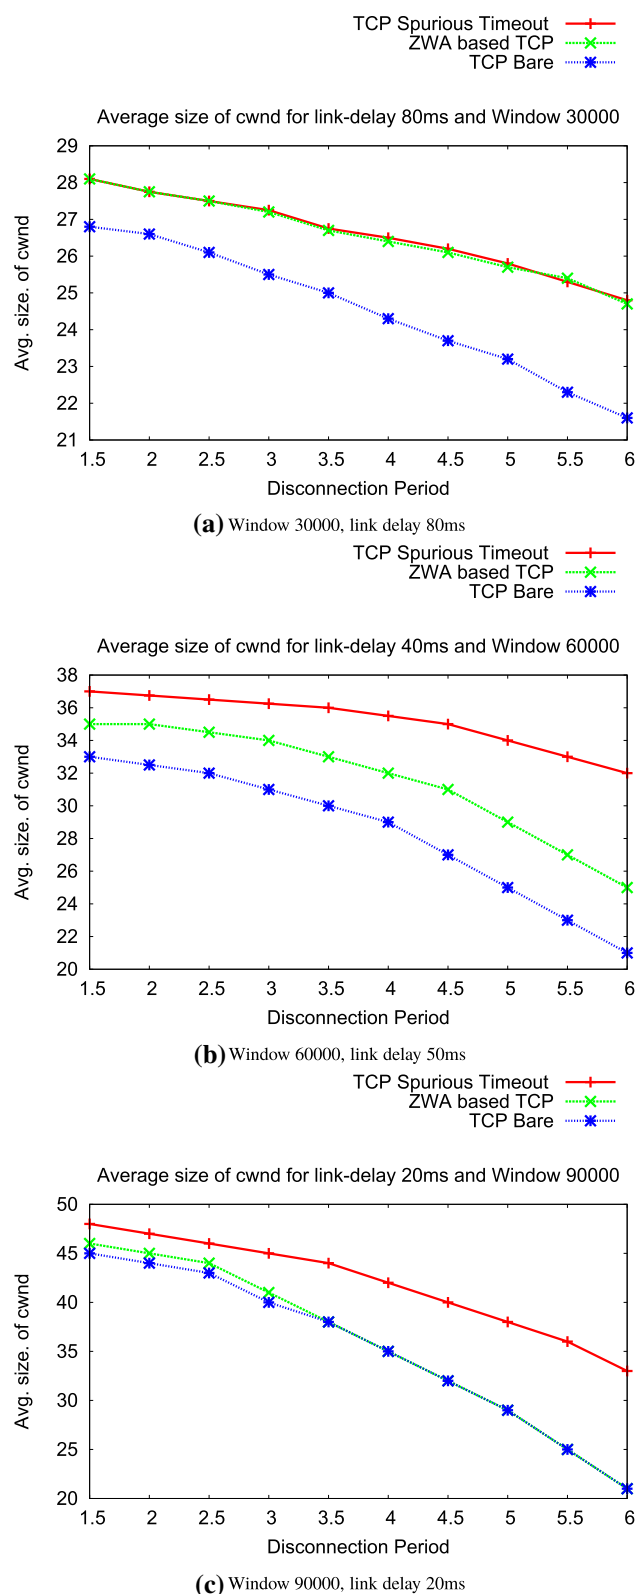 TCP Spurious Timeout
ZWA based TCP
TCP Bare
Average size of cwnd for link-delay 80ms and Window 30000
29
28
27
26
25
24
23
22
21
Avg. size. of cwnd
1.5 2 2.5 3 3.5 4 4.5 5 5.5 6
Disconnection Period
(a) Window 30000, link delay 80ms
TCP Spurious Timeout
ZWA based TCP
TCP Bare
Average size of cwnd for link-delay 40ms and Window 60000
38
36
34
32
30
28
26
24
22
20
Avg. size. of cwnd
1.5 2 2.5 3 3.5 4 4.5 5 5.5 6
Disconnection Period
(b) Window 60000, link delay 50ms
TCP Spurious Timeout
ZWA based TCP
TCP Bare
Average size of cwnd for link-delay 20ms and Window 90000
50
45
40
35
30
25
20
Avg. size. of cwnd
1.5 2 2.5 3 3.5 4 4.5 5 5.5 6
Disconnection Period
(c) Window 90000, link delay 20ms